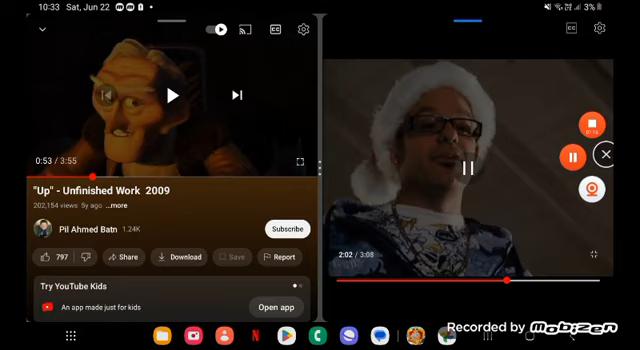 10:33 Sat, Jun 22
3%
CC
CC
0:53 / 3:55
"Up" - Unfinished Work 2009
202,154 views 5y ago ...more
Pil Ahmed Batn 1.24K
Subscribe
797
Share
Download
Save
Report
Try YouTube Kids
An app made just for kids
Open app
2:02 / 3:08
Recorded by mobizen